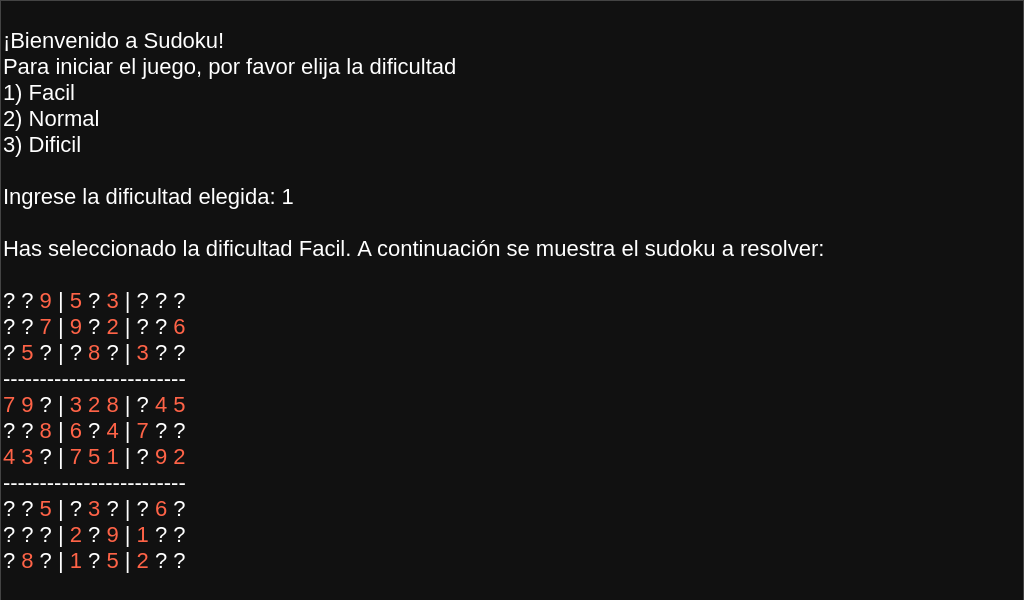 ¡Bienvenido a Sudoku!
Para iniciar el juego, por favor elija la dificultad
1) Facil
2) Normal
3) Dificil
Ingrese la dificultad elegida: 1
Has seleccionado la dificultad Facil. A continuación se muestra el sudoku a resolver:
? ? 9 | 5 ? 3 | ? ? ?
? ? 7 | 9 ? 2 | ? ? 6
? 5 ? | ? 8 ? | 3 ? ?
-------------------------
7 9 ? | 3 2 8 | ? 4 5
? ? 8 | 6 ? 4 | 7 ? ?
4 3 ? | 7 5 1 | ? 9 2
-------------------------
? ? 5 | ? 3 ? | ? 6 ?
? ? ? | 2 ? 9 | 1 ? ?
? 8 ? | 1 ? 5 | 2 ? ?